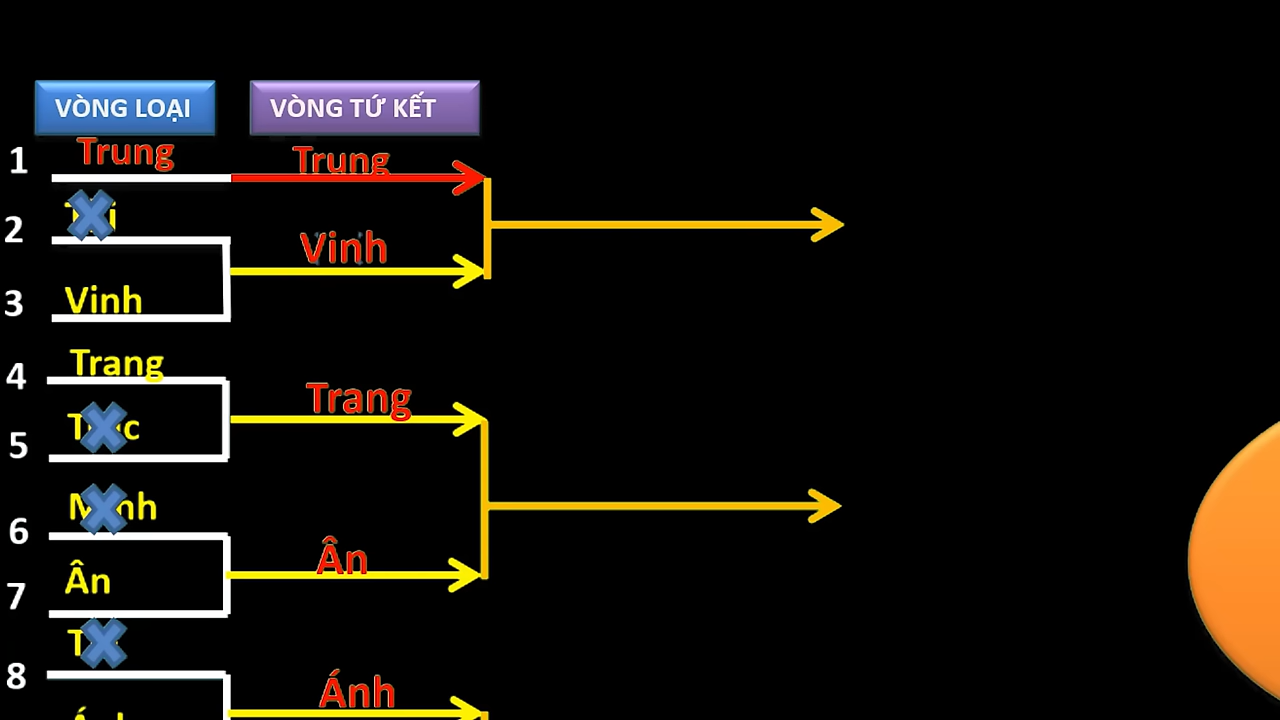 VÒNG LOẠI VÒNG TỨ KẾT
1 Trung Trung
2
Vinh
3 Vinh
4 Trang
Trang
5
6
Ân
7 Ân
8
Ánh